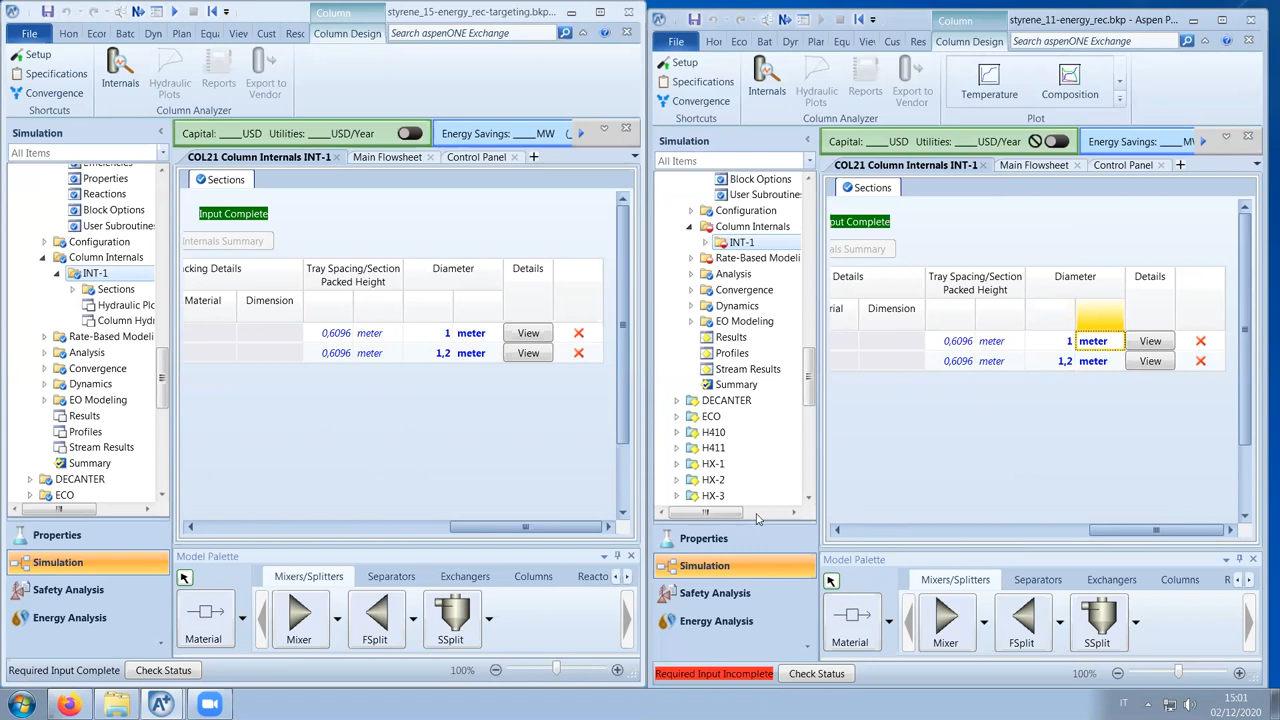 Column
styrene_15-energy_rec-targeting.bkp...
File
Hon
Eco
Batc
Dyn
Plan
Equ
Vie
Cust
Resc
Column Design
Search aspenONE Exchange
Setup
Specifications
Convergence
Shortcuts
Internals
Hydraulic Plots
Reports
Export to Vendor
Column Analyzer
Simulation
All Items
Capital: ____USD Utilities: ____USD/Year
Energy Savings: ____MW
COL21 Column Internals INT-1
Main Flowsheet
Control Panel
Efficiencies
Properties
Reactions
Block Options
User Subroutine:
Configuration
Column Internals
INT-1
Sections
Hydraulic Plo
Column Hydr
Rate-Based Modeli
Analysis
Convergence
Dynamics
EO Modeling
Results
Profiles
Stream Results
Summary
DECANTER
ECO
Sections
Input Complete
Internals Summary
acking Details
Tray Spacing/Section Packed Height
Diameter
Details
Material
Dimension
0,6096 meter 1 meter View
0,6096 meter 1,2 meter View
Properties
Simulation
Safety Analysis
Energy Analysis
Model Palette
Mixers/Splitters
Separators
Exchangers
Columns
Reacto
Material
Mixer
FSplit
SSplit
Required Input Complete
Check Status
100%
Column
styrene_11-energy_rec.bkp - Aspen P...
File
Hor
Eco
Bat
Dyr
Plar
Equ
Vie
Cus
Res
Column Design
Search aspenONE Exchange
Setup
Specifications
Convergence
Shortcuts
Internals
Hydraulic Plots
Reports
Export to Vendor
Column Analyzer
Temperature
Composition
Plot
Simulation
All Items
Capital: ____USD Utilities: ____USD/Year
Energy Savings: ____M
COL21 Column Internals INT-1
Main Flowsheet
Control Panel
Block Options
User Subroutine:
Configuration
Column Internals
INT-1
Rate-Based Modeli
Analysis
Convergence
Dynamics
EO Modeling
Results
Profiles
Stream Results
Summary
DECANTER
ECO
H410
H411
HX-1
HX-2
HX-3
Sections
put Complete
als Summary
Details
Tray Spacing/Section Packed Height
Diameter
Details
rial
Dimension
0,6096 meter 1 meter View
0,6096 meter 1,2 meter View
Properties
Simulation
Safety Analysis
Energy Analysis
Model Palette
Mixers/Splitters
Separators
Exchangers
Columns
R
Material
Mixer
FSplit
SSplit
Required Input Incomplete
Check Status
100%
IT
15:01
02/12/2020